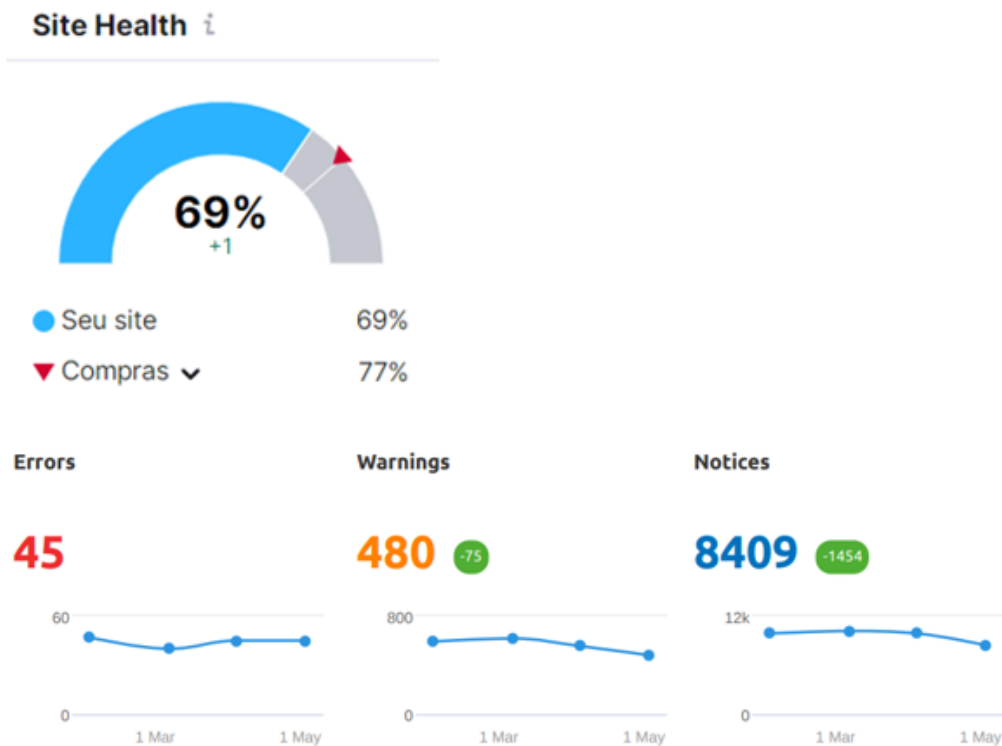 Site Health i
69%
+1
Seu site 69%
Compras 77%
Errors Warnings Notices
45 480 -75 8409 -1454
60 800 12k
0 0 0
1 Mar 1 May 1 Mar 1 May 1 Mar 1 May